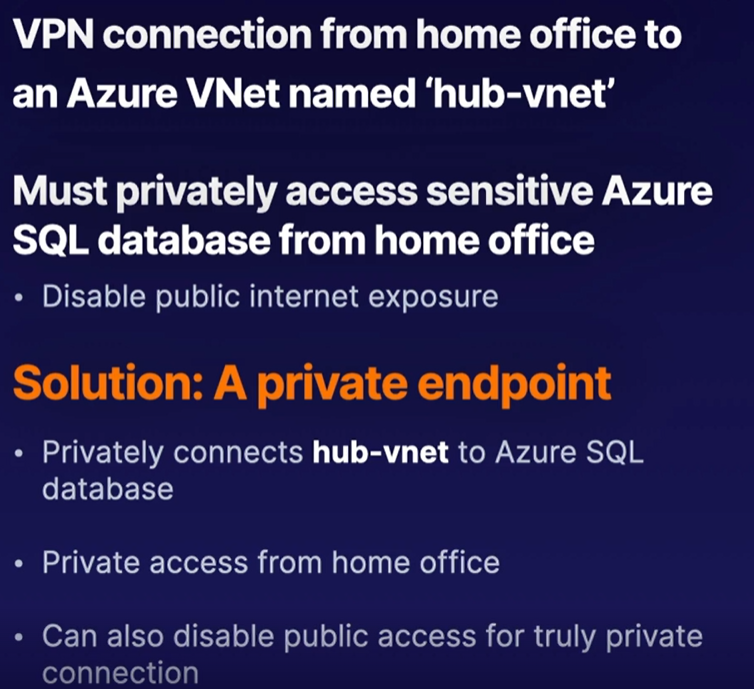 VPN connection from home office to
an Azure VNet named ‘hub-vnet’
Must privately access sensitive Azure
SQL database from home office
• Disable public internet exposure
Solution: A private endpoint
• Privately connects hub-vnet to Azure SQL
database
• Private access from home office
• Can also disable public access for truly private
connection